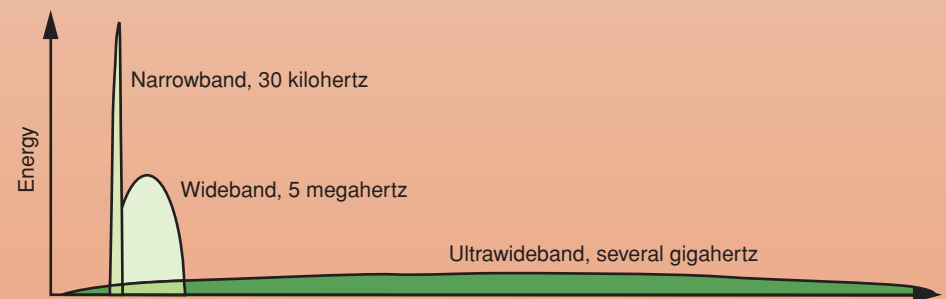 Narrowband, 30 kilohertz
Energy
Wideband, 5 megahertz
Ultrawideband, several gigahertz